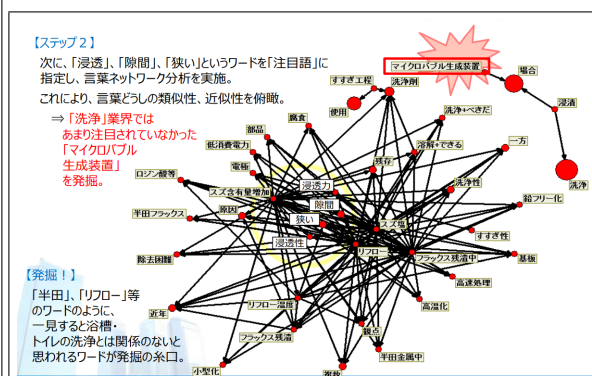 【ステップ２】
次に、「浸透」、「隙間」、「狭い」というワードを「注目語」に
指定し、言葉ネットワーク分析を実施。
これにより、言葉どうしの類似性、近似性を俯瞰。
⇒ 「洗浄」業界では
あまり注目されていなかった
「マイクロバブル
生成装置」
を発掘。
【発掘！】
「半田」、「リフロー」等
のワードのように、
一見すると浴槽・
トイレの洗浄とは関係のないと
思われるワードが発掘の糸口。
マイクロバブル生成装置
場合
すすぎ工程
洗浄剤
使用
浸漬
洗浄
腐食
洗浄+べきだ
部品
低消費電力
溶解+できる
一方
電極
残存
ロジン酸等
スズ含有量増加
浸透力
洗浄性
隙間
鉛フリー化
半田フラックス
原因
狭い
スズ塩
すすぎ性
浸透性
除去困難
リフロー
フラックス残渣中
基板
高速処理
リフロー温度
高温化
近年
フラックス残渣
観点
半田金属中
小型化
複数